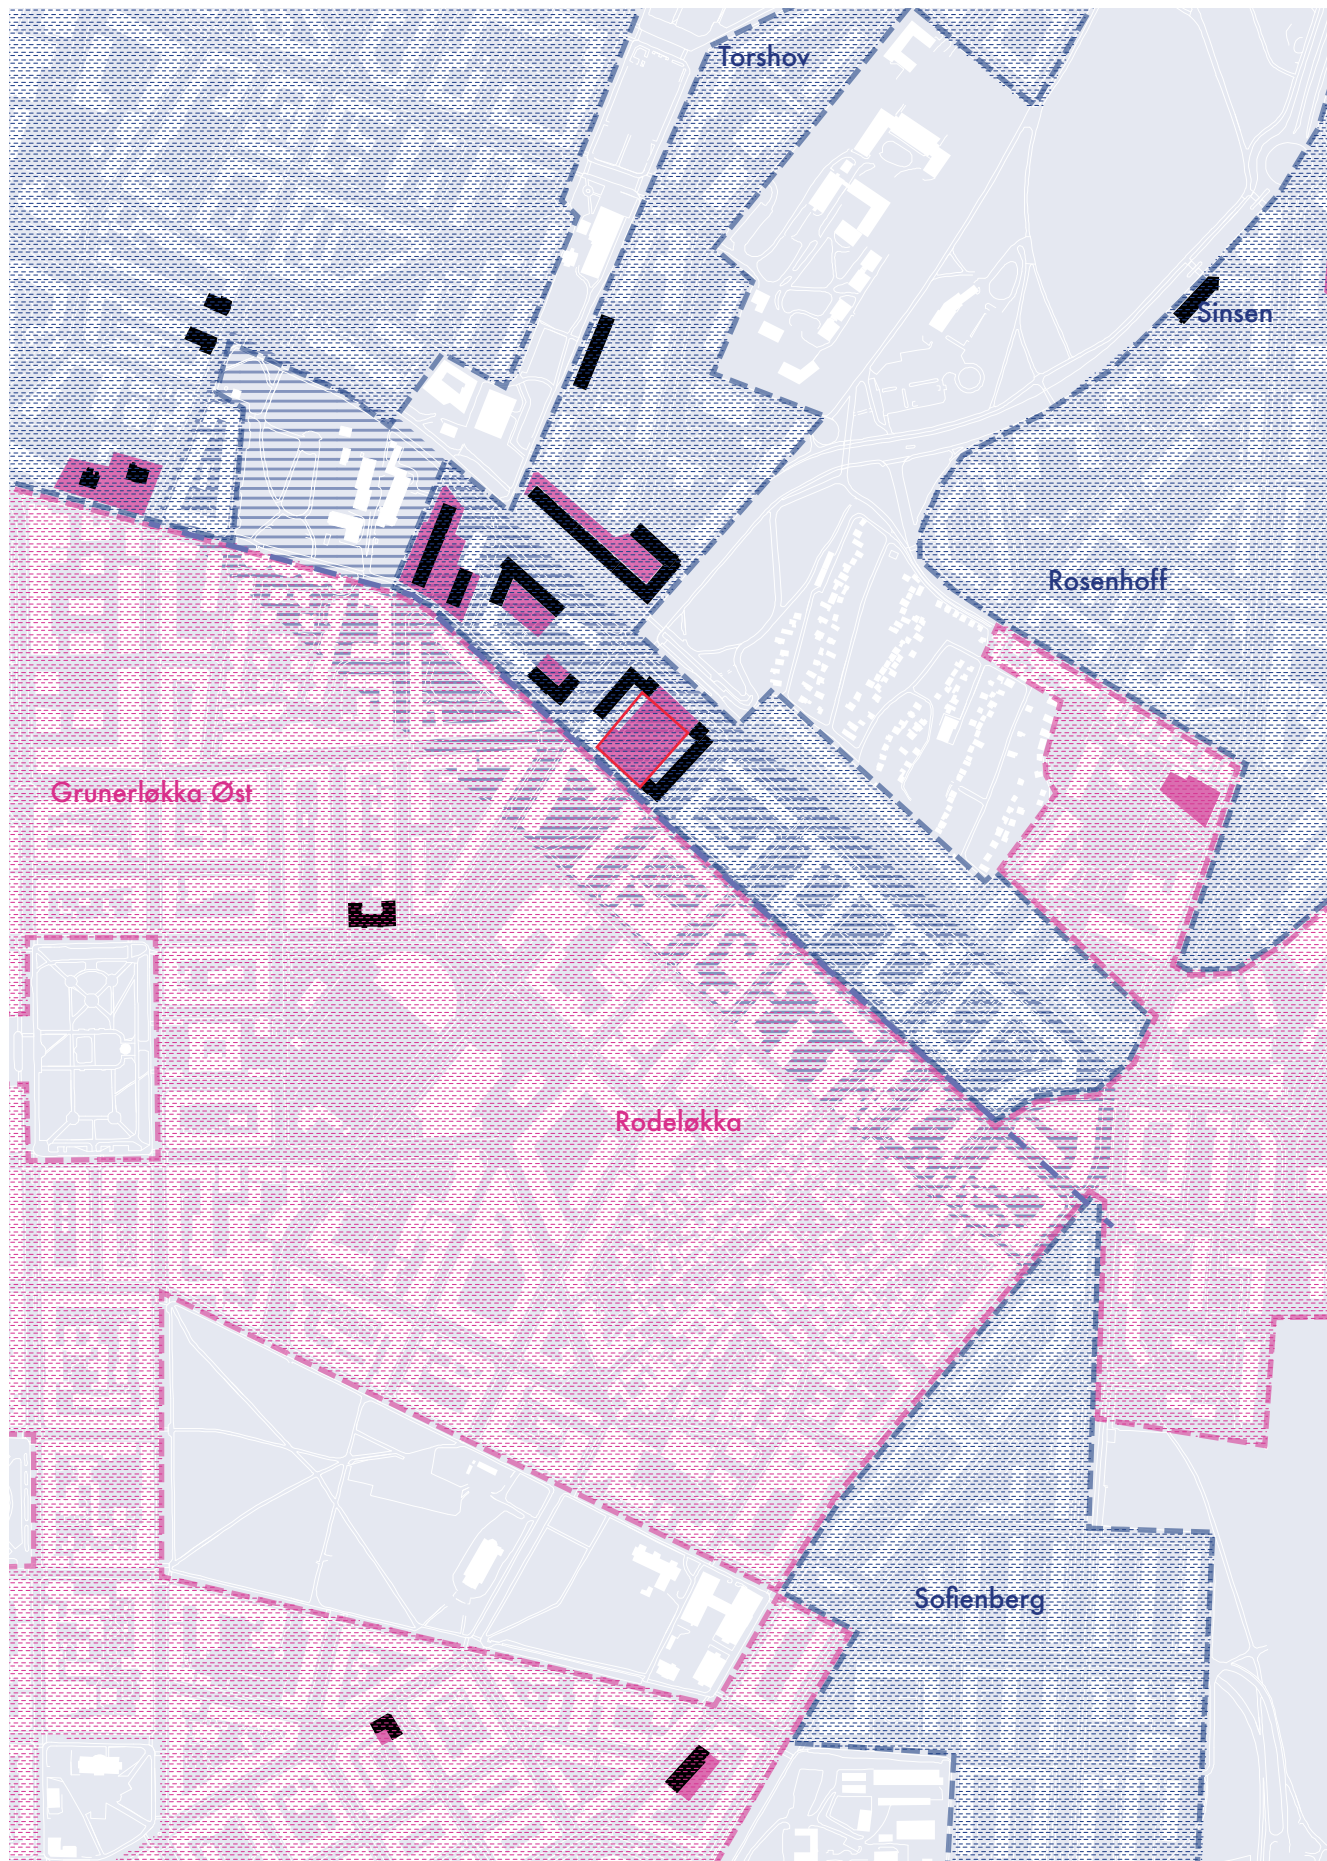 Torshov
Sinsen
Rosenhoff
Grunerløkka Øst
Rodeløkka
Sofienberg